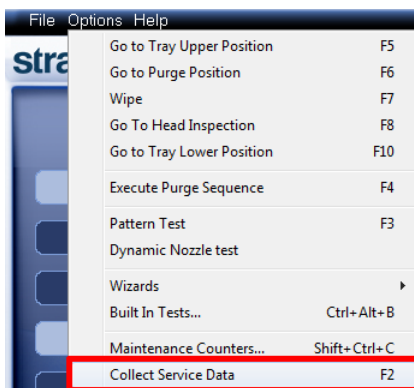 File Options Help
stra
Go to Tray Upper Position F5
Go to Purge Position F6
Wipe F7
Go To Head Inspection F8
Go to Tray Lower Position F10
Execute Purge Sequence F4
Pattern Test F3
Dynamic Nozzle test
Wizards
Built In Tests... Ctrl+Alt+B
Maintenance Counters... Shift+Ctrl+C
Collect Service Data F2